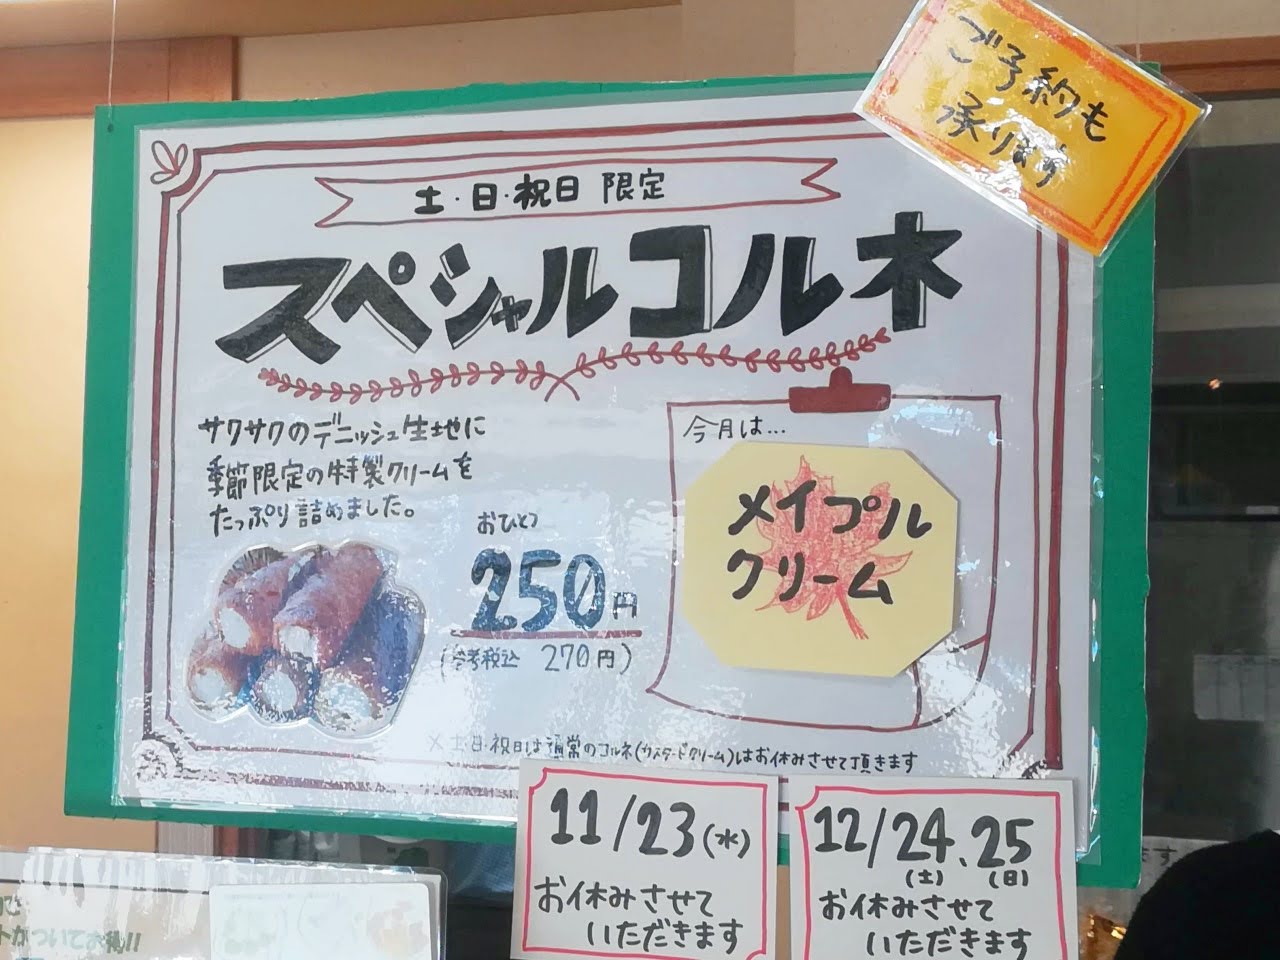 ご予約も
承ります
土・日・祝日 限定
スペシャルコルネ
サクサクのデニッシュ生地に
季節限定の特製クリームを
たっぷり詰めました。
おひとつ
250円
(参考税込 270円)
今月は…
メイプル
クリーム
※土・日・祝日は通常のコルネ(カスタードクリーム)はお休みさせて頂きます
11/23(水)
お休みさせて
いただきます
12/24、25
(土) (日)
お休みさせて
いただきます
トがついてお得!!